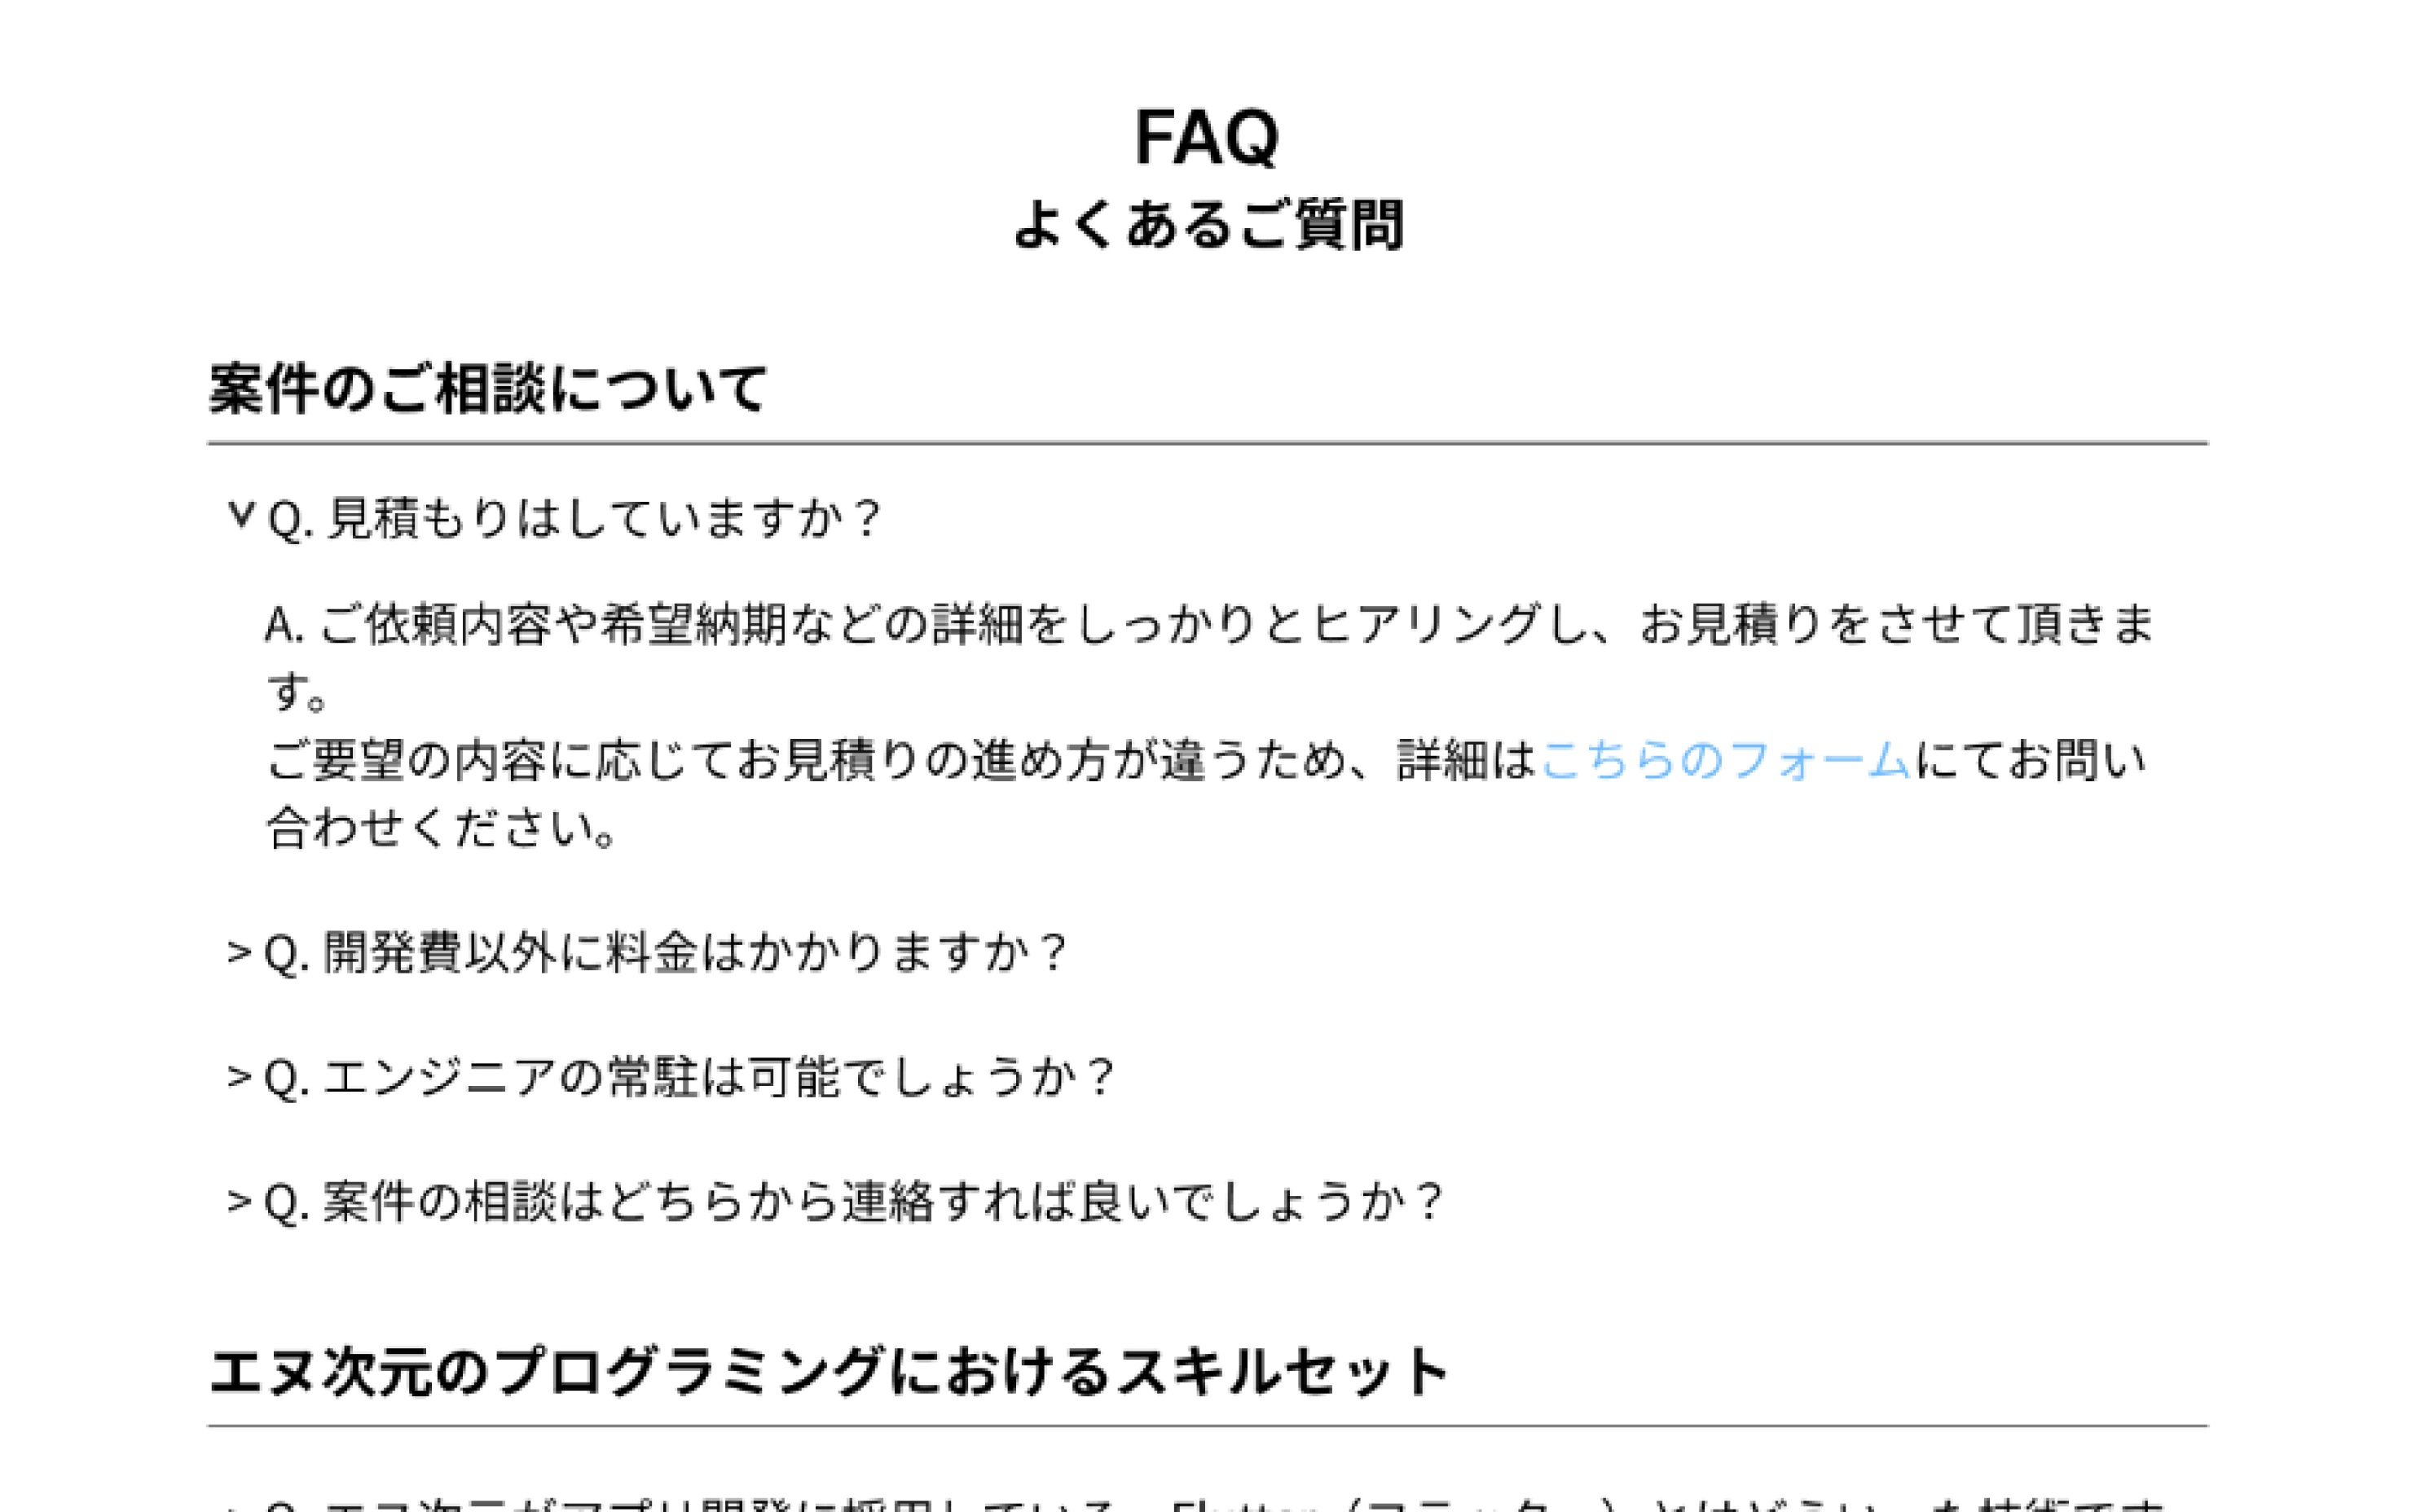 FAQ
よくあるご質問
案件のご相談について
∨ Q. 見積もりはしていますか？
A. ご依頼内容や希望納期などの詳細をしっかりとヒアリングし、お見積りをさせて頂きま
す。
ご要望の内容に応じてお見積りの進め方が違うため、詳細はこちらのフォームにてお問い
合わせください。
> Q. 開発費以外に料金はかかりますか？
> Q. エンジニアの常駐は可能でしょうか？
> Q. 案件の相談はどちらから連絡すれば良いでしょうか？
エヌ次元のプログラミングにおけるスキルセット